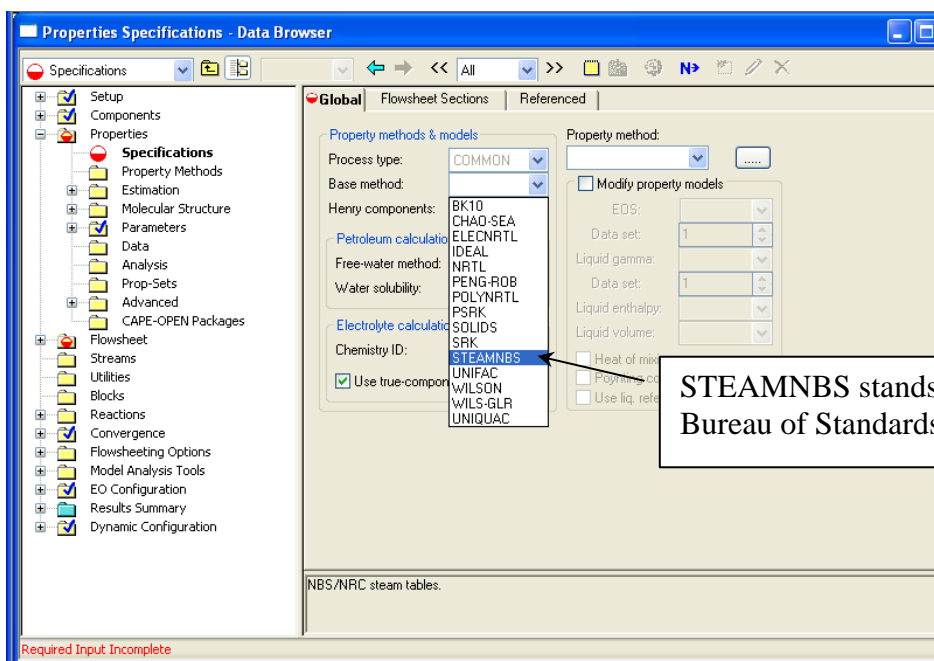 Properties Specifications - Data Browser
Specifications
<< All >>
N
Setup
Components
Properties
Specifications
Property Methods
Estimation
Molecular Structure
Parameters
Data
Analysis
Prop-Sets
Advanced
CAPE-OPEN Packages
Flowsheet
Streams
Utilities
Blocks
Reactions
Convergence
Flowsheeting Options
Model Analysis Tools
EO Configuration
Results Summary
Dynamic Configuration
Global Flowsheet Sections Referenced
Property methods & models
Process type: COMMON
Base method:
Henry components:
Petroleum calculatio
Free-water method:
Water solubility:
Electrolyte calculatic
Chemistry ID:
Use true-compon
BK10
CHAO-SEA
ELECNRTL
IDEAL
NRTL
PENG-ROB
POLYNRTL
PSRK
SOLIDS
SRK
STEAMNBS
UNIFAC
WILSON
WILS-GLR
UNIQUAC
Property method:
.....
Modify property models
EOS:
Data set: 1
Liquid gamma:
Data set: 1
Liquid enthalpy:
Liquid volume:
Heat of mixi
Poynting co
Use liq. refe
STEAMNBS stands
Bureau of Standards
NBS/NRC steam tables.
Required Input Incomplete